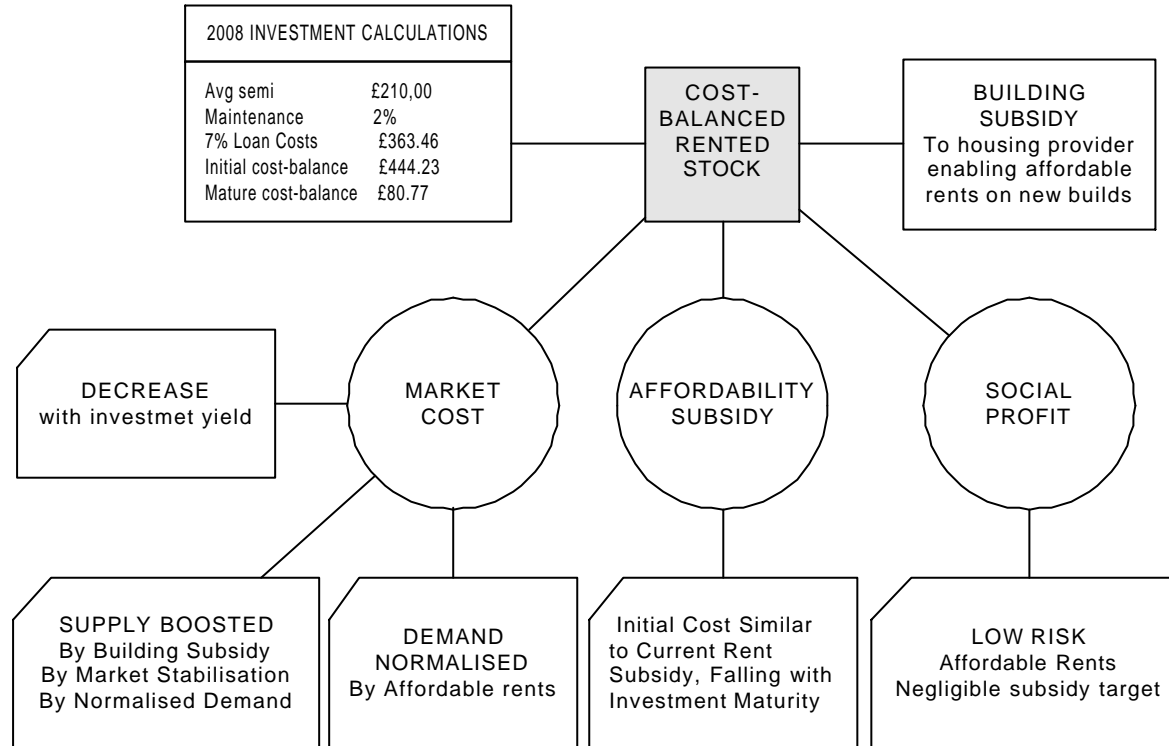 2008 INVESTMENT CALCULATIONS
Avg semi £210,00
Maintenance 2%
7% Loan Costs £363.46
Initial cost-balance £444.23
Mature cost-balance £80.77
COST-
BALANCED
RENTED
STOCK
BUILDING
SUBSIDY
To housing provider
enabling affordable
rents on new builds
DECREASE
with investmet yield
MARKET
COST
AFFORDABILITY
SUBSIDY
SOCIAL
PROFIT
SUPPLY BOOSTED
By Building Subsidy
By Market Stabilisation
By Normalised Demand
DEMAND
NORMALISED
By Affordable rents
Initial Cost Similar
to Current Rent
Subsidy, Falling with
Investment Maturity
LOW RISK
Affordable Rents
Negligible subsidy target